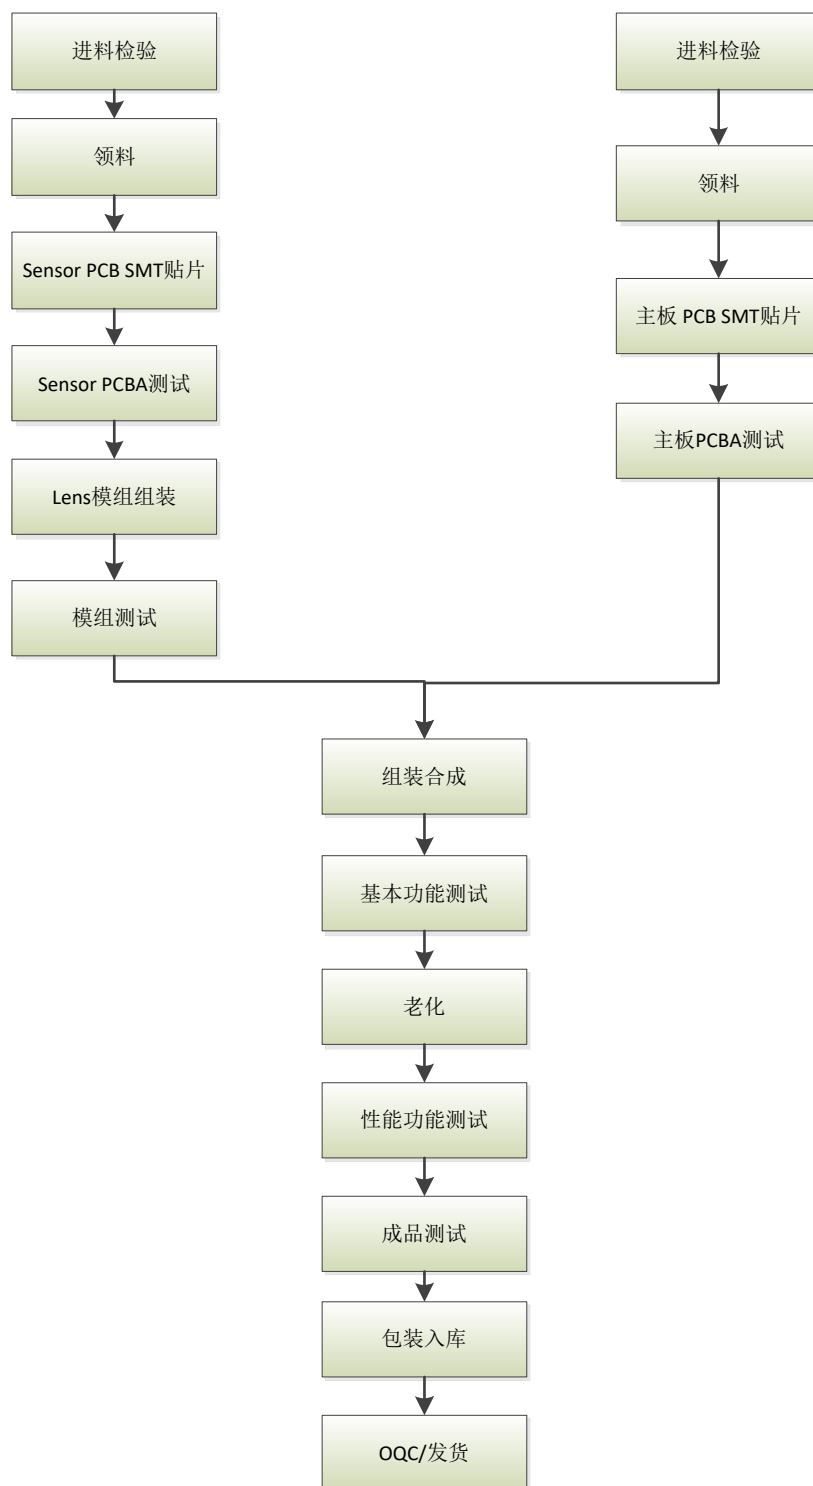 进料检验
领料
Sensor PCB SMT贴片
Sensor PCBA测试
Lens模组组装
模组测试
进料检验
领料
主板 PCB SMT贴片
主板PCBA测试
组装合成
基本功能测试
老化
性能功能测试
成品测试
包装入库
OQC/发货